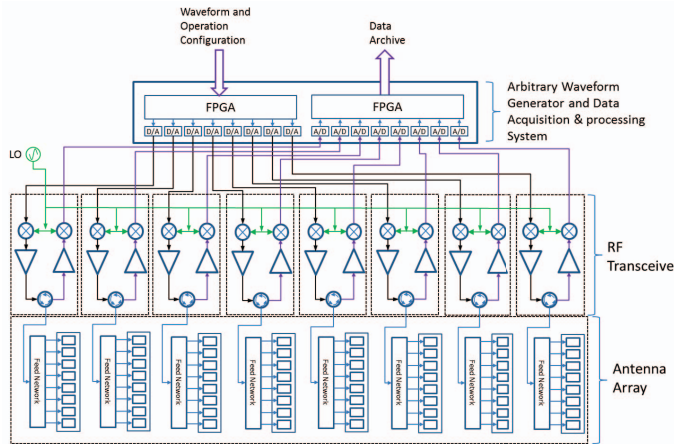 Waveform and
Operation
Configuration
Data
Archive
FPGA
FPGA
D/A D/A D/A D/A D/A D/A D/A D/A
A/D A/D A/D A/D A/D A/D A/D A/D
Arbitrary Waveform
Generator and Data
Acquisition & processing
System
LO
RF
Transceive
Feed Network
Feed Network
Feed Network
Feed Network
Feed Network
Feed Network
Feed Network
Feed Network
Antenna
Array